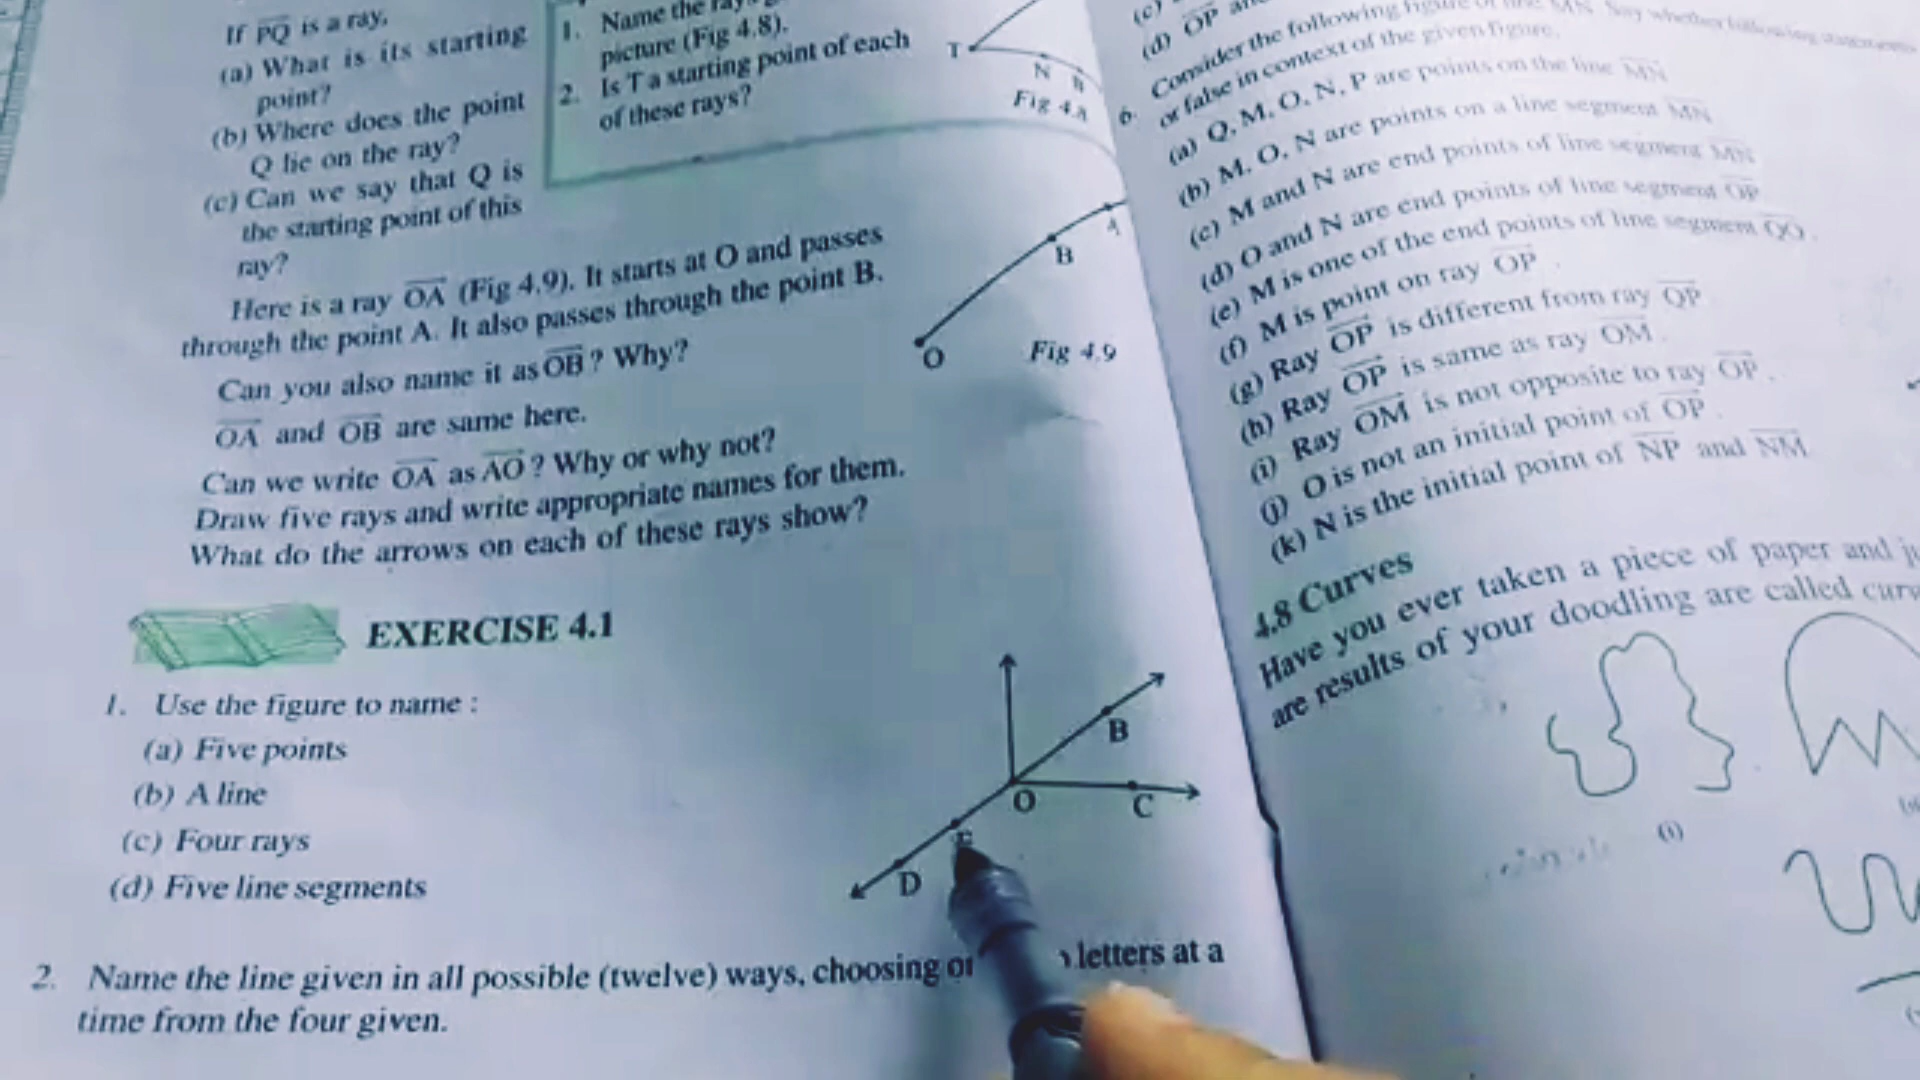 If PQ is a ray,
(a) What is its starting
point?
(b) Where does the point
Q lie on the ray?
(c) Can we say that Q is
the starting point of this
ray?
1. Name the rays
picture (Fig 4.8).
2. Is T a starting point of each
of these rays?
T
N
B
Fig 4.8
Here is a ray OA (Fig 4.9). It starts at O and passes
through the point A. It also passes through the point B.
Can you also name it as OB ? Why?
OA and OB are same here.
Can we write OA as AO ? Why or why not?
Draw five rays and write appropriate names for them.
What do the arrows on each of these rays show?
A
B
O
Fig 4.9
EXERCISE 4.1
1. Use the figure to name :
(a) Five points
(b) A line
(c) Four rays
(d) Five line segments
B
O
C
E
D
2. Name the line given in all possible (twelve) ways, choosing letters at a
time from the four given.
(c)
(d) OP
6. Consider the following figure of line MN. Say whether following statements
or false in context of the given figure.
(a) Q, M, O, N, P are points on the line MN
(b) M, O, N are points on a line segment MN
(c) M and N are end points of line segment MN
(d) O and N are end points of line segment OP
(e) M is one of the end points of line segment QO.
(f) M is point on ray OP .
(g) Ray OP is different from ray QP
(h) Ray OP is same as ray OM .
(i) Ray OM is not opposite to ray OP .
(j) O is not an initial point of OP .
(k) N is the initial point of NP and NM
4.8 Curves
Have you ever taken a piece of paper and
are results of your doodling are called
(i)